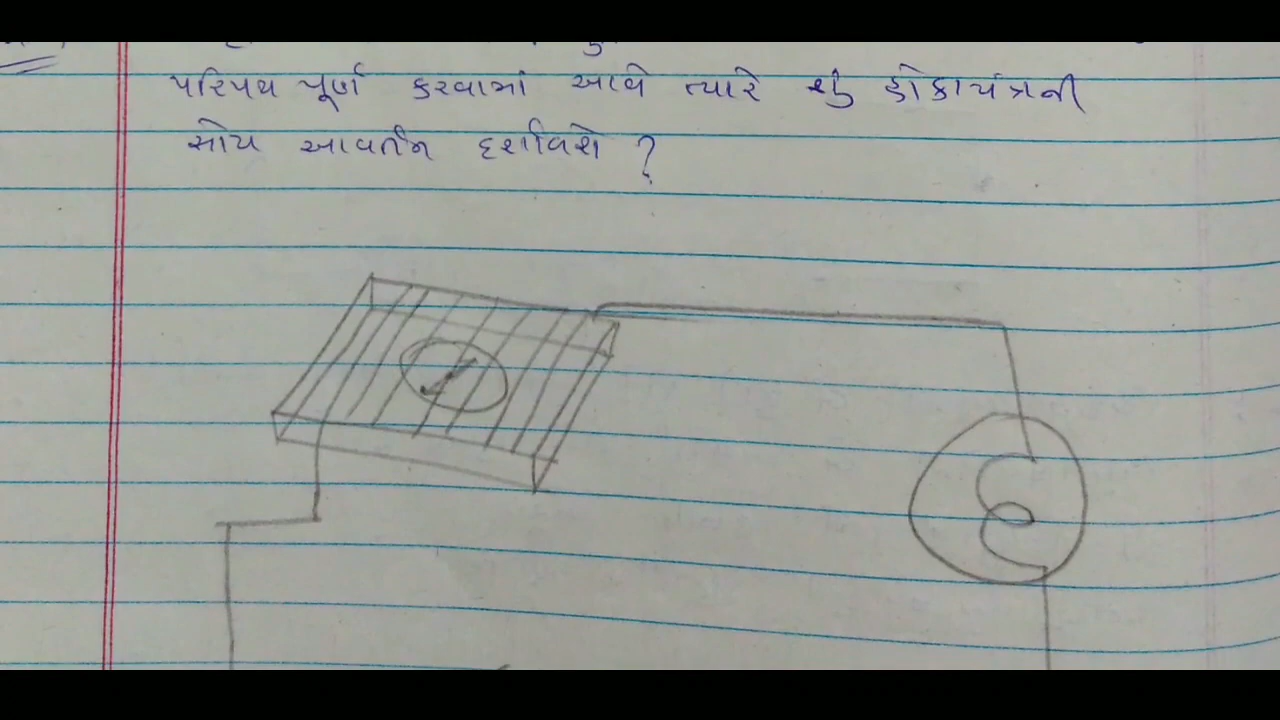 પરિપથ પૂર્ણ કરવામાં આવે ત્યારે શું હોકાયંત્રની
સોય આવર્તન દર્શાવશે ?